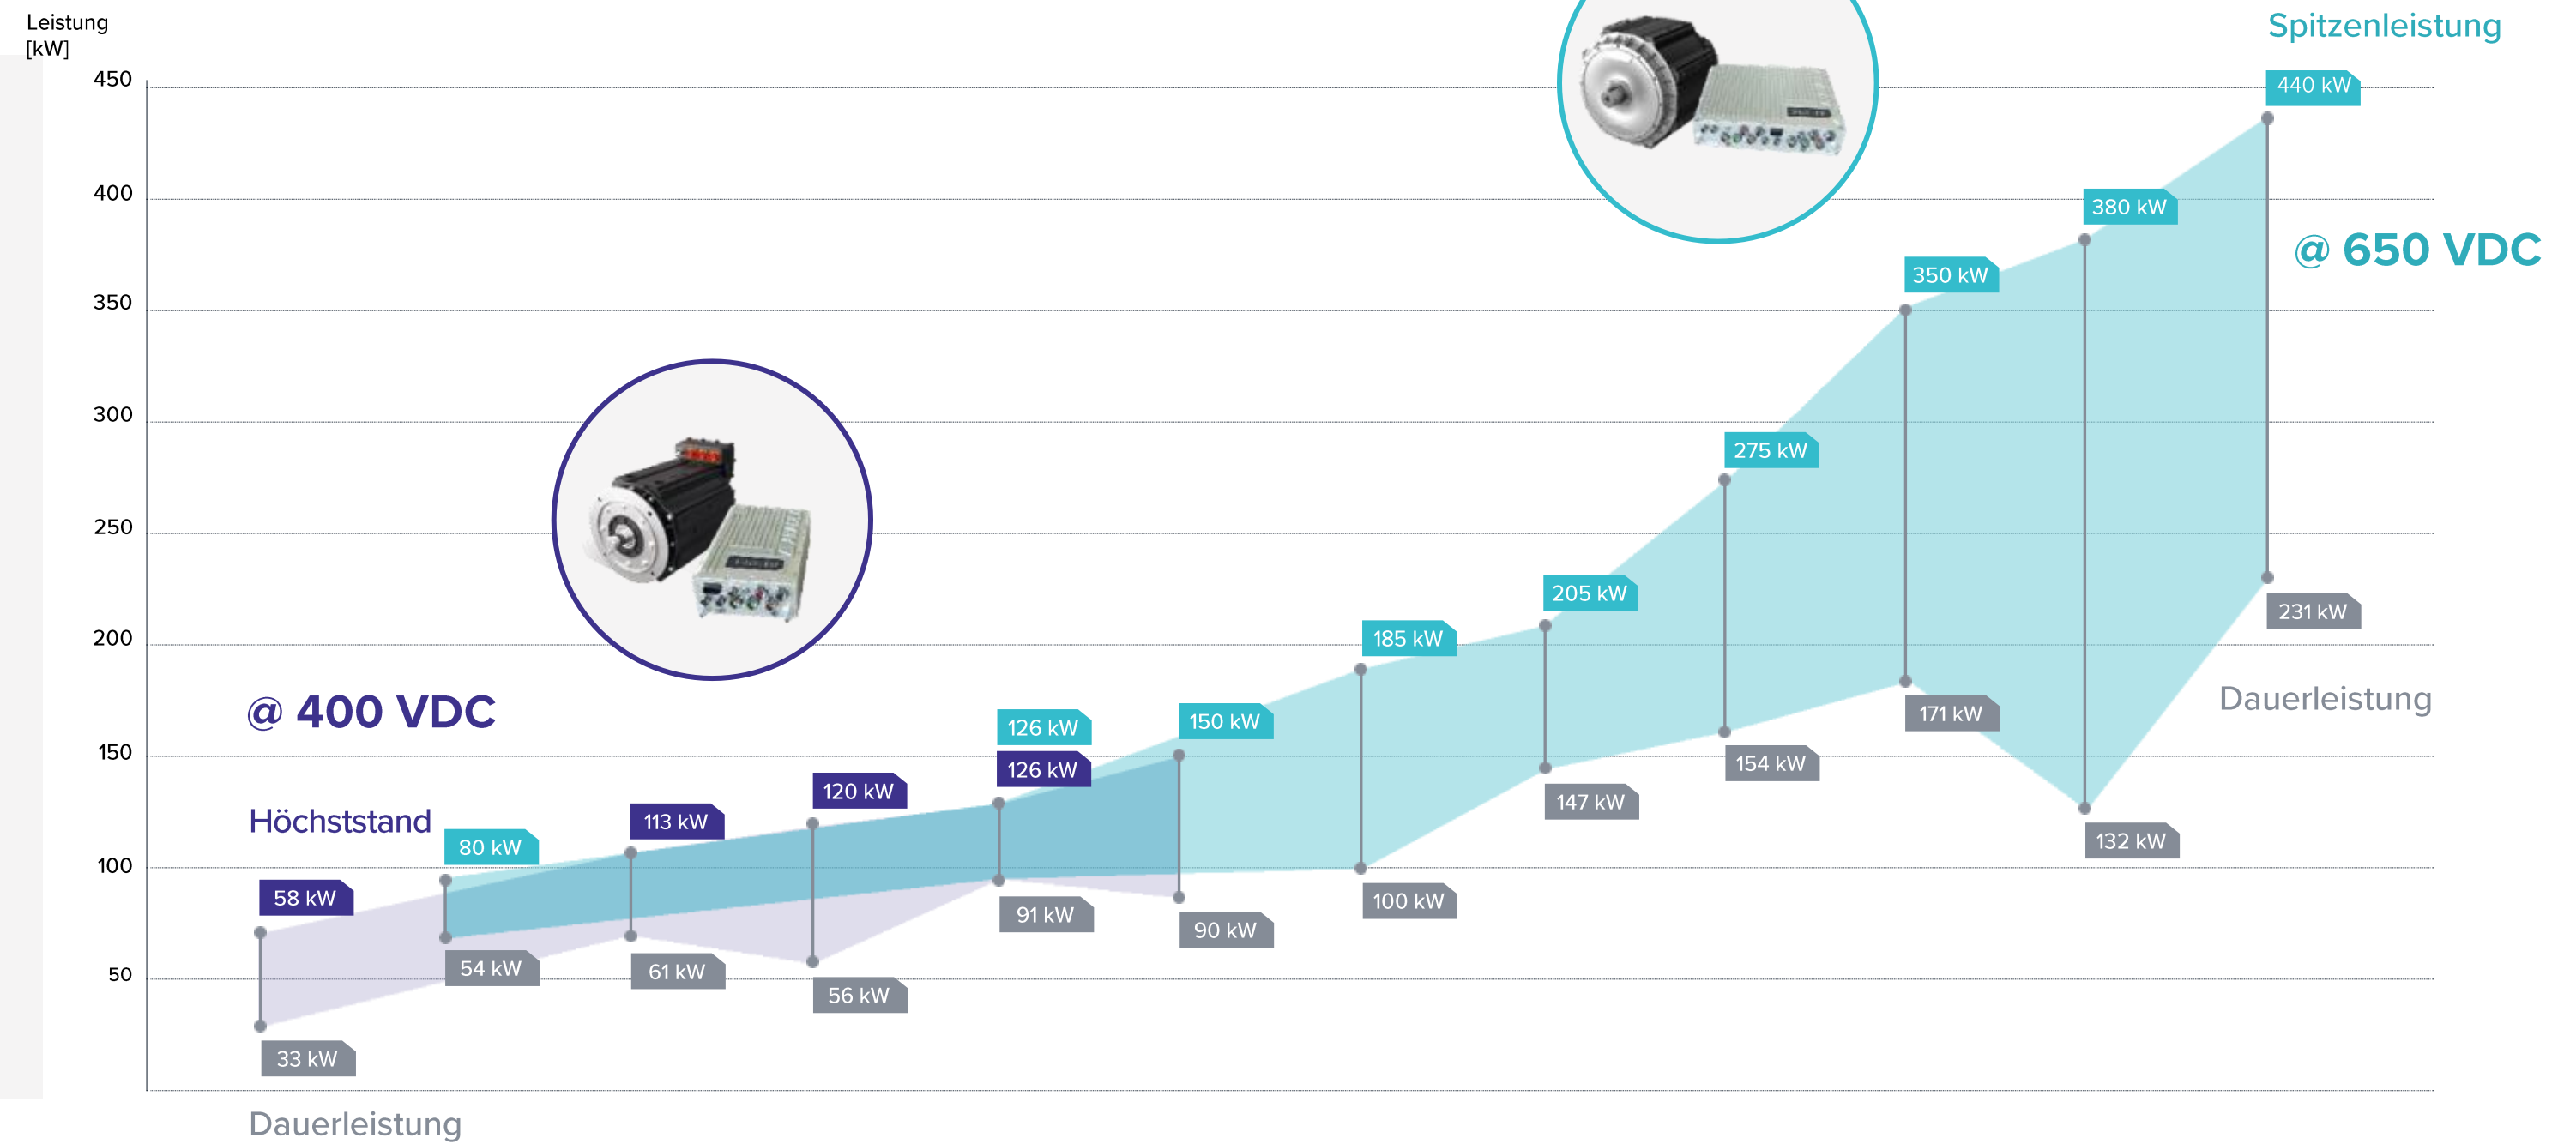 Leistung
[kW]
Spitzenleistung
450
440 kW
400
380 kW
@ 650 VDC
350 kW
350
300
275 kW
250
205 kW
231 kW
200
185 kW
Dauerleistung
@ 400 VDC
171 kW
126 kW
150 kW
150
154 kW
126 kW
120 kW
147 kW
Höchststand
113 kW
132 kW
80 kW
100
58 kW
100 kW
91 kW
90 kW
54 kW
61 kW
50
56 kW
33 kW
Dauerleistung